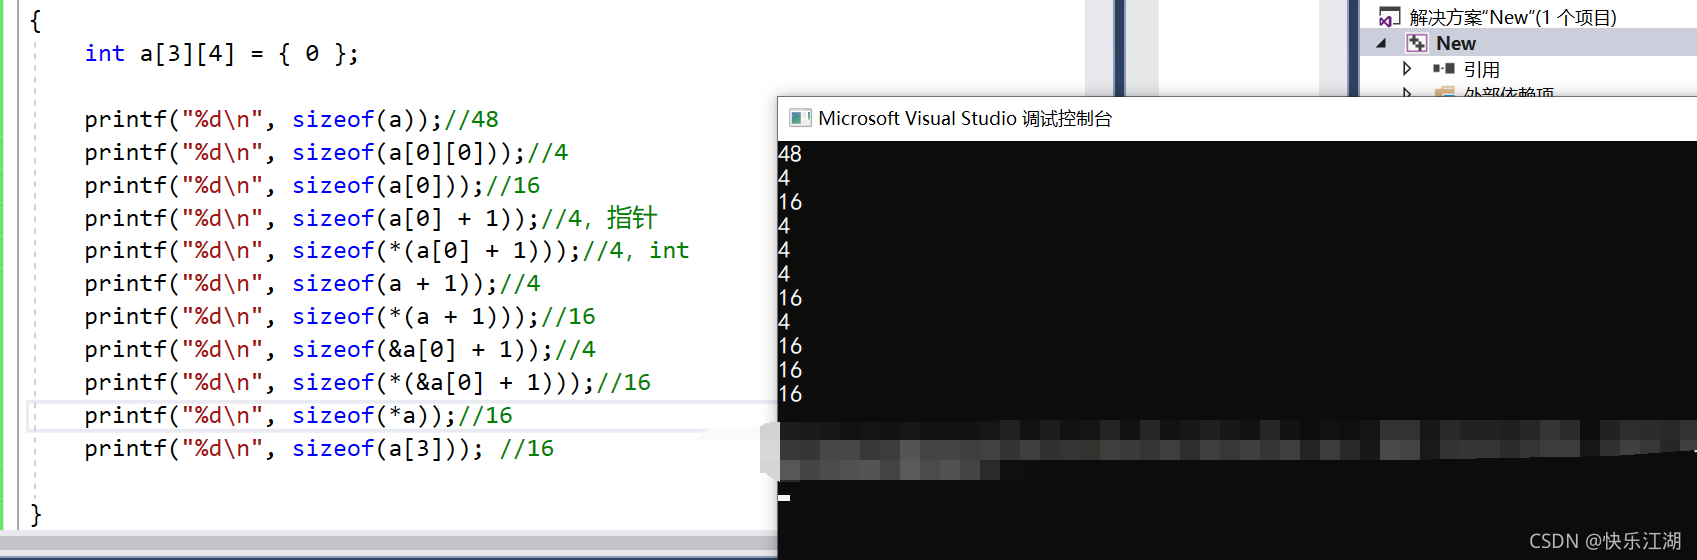 {
int a[3][4] = { 0 };
printf("%d\n", sizeof(a));//48
printf("%d\n", sizeof(a[0][0]));//4
printf("%d\n", sizeof(a[0]));//16
printf("%d\n", sizeof(a[0] + 1));//4，指针
printf("%d\n", sizeof(*(a[0] + 1)));//4，int
printf("%d\n", sizeof(a + 1));//4
printf("%d\n", sizeof(*(a + 1)));//16
printf("%d\n", sizeof(&a[0] + 1));//4
printf("%d\n", sizeof(*(&a[0] + 1)));//16
printf("%d\n", sizeof(*a));//16
printf("%d\n", sizeof(a[3])); //16
}
解决方案"New"(1 个项目)
New
引用
外部依赖项
Microsoft Visual Studio 调试控制台
48
4
16
4
4
4
16
4
16
16
16
CSDN @快乐江湖